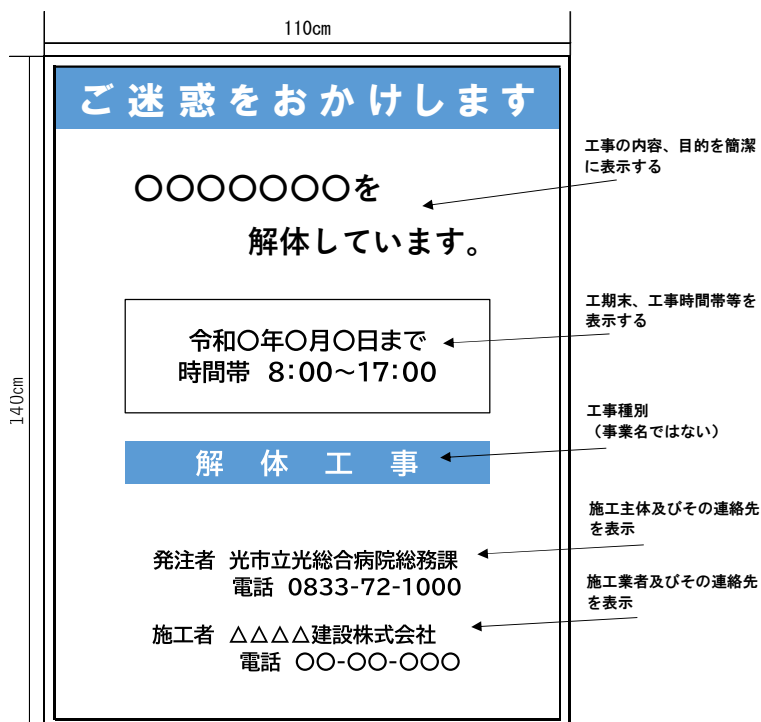 110cm
140cm
ご迷惑をおかけします
〇〇〇〇〇〇〇を
解体しています。
令和〇年〇月〇日まで
時間帯 8:00～17:00
解体工事
発注者 光市立光総合病院総務課
電話 0833-72-1000
施工者 △△△△建設株式会社
電話 〇〇-〇〇-〇〇〇
工事の内容、目的を簡潔
に表示する
工期末、工事時間帯等を
表示する
工事種別
（事業名ではない）
施工主体及びその連絡先
を表示
施工業者及びその連絡先
を表示